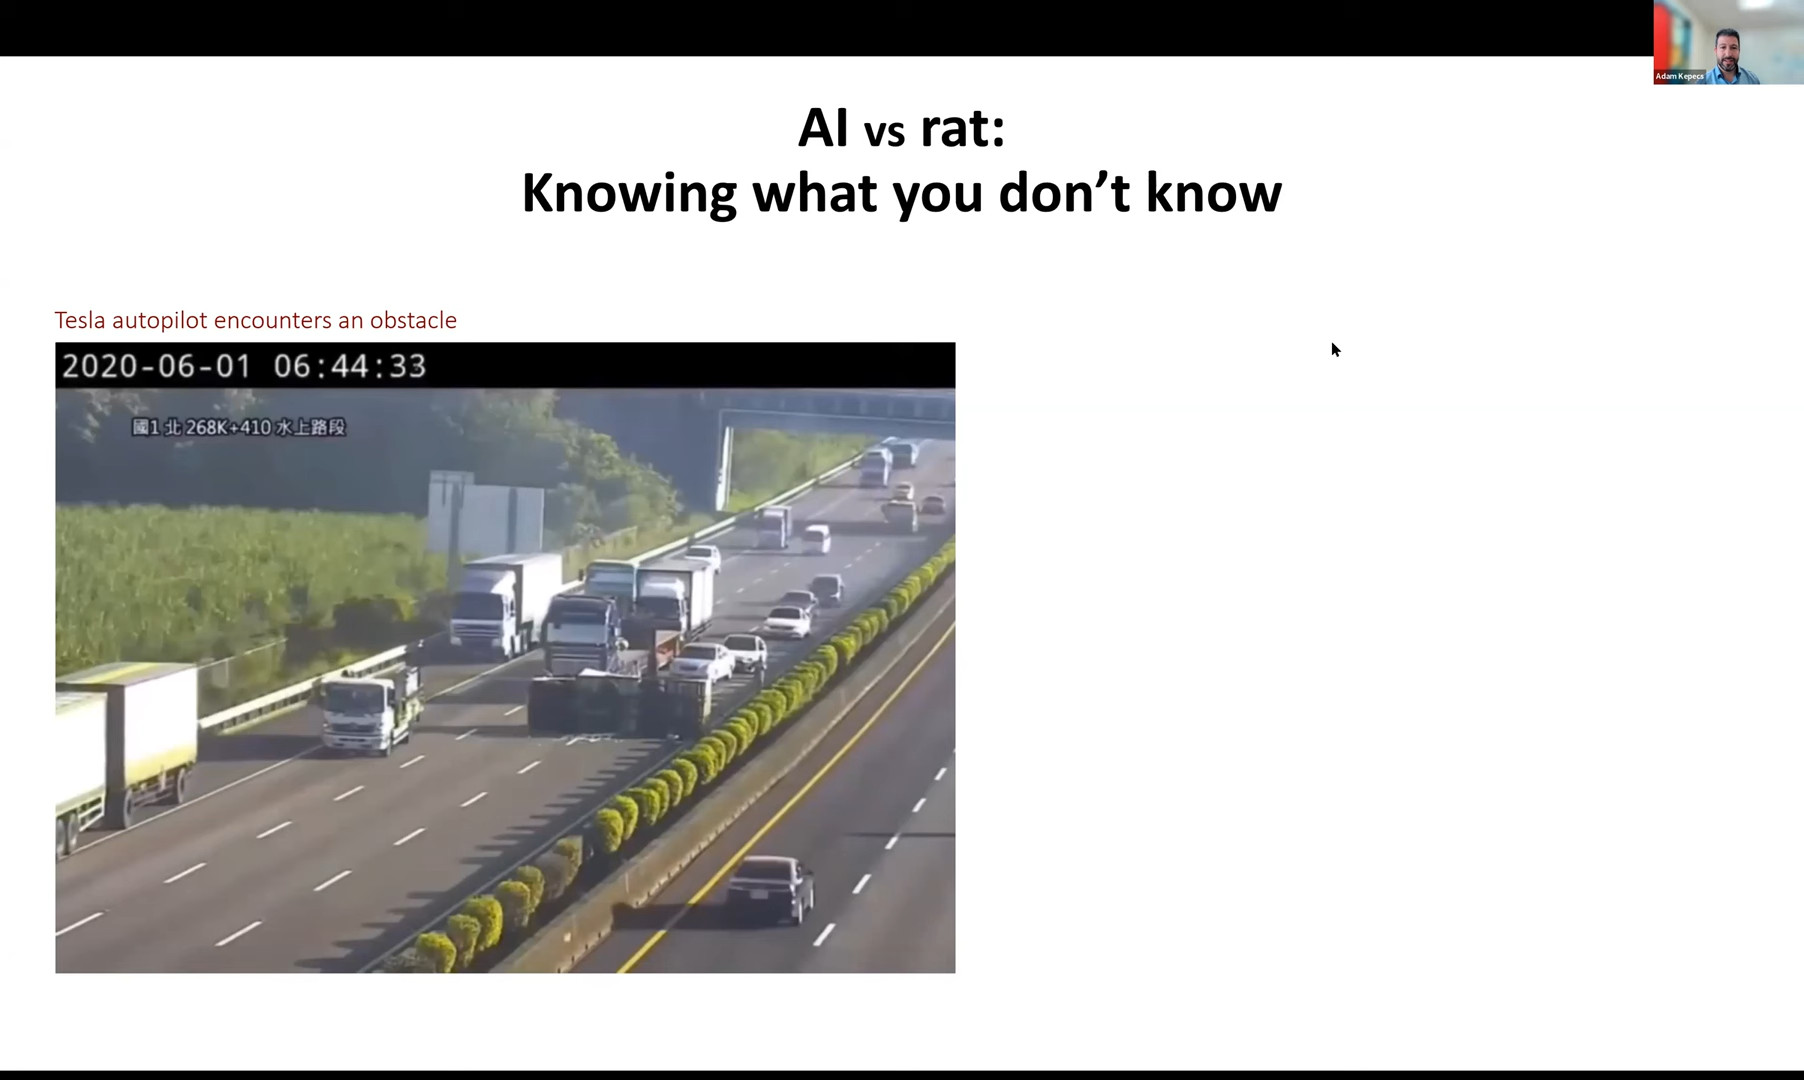 Adam Kepecs
AI vs rat:
Knowing what you don't know
Tesla autopilot encounters an obstacle
2020-06-01 06:44:33
國1 北 268K+410 水上路段